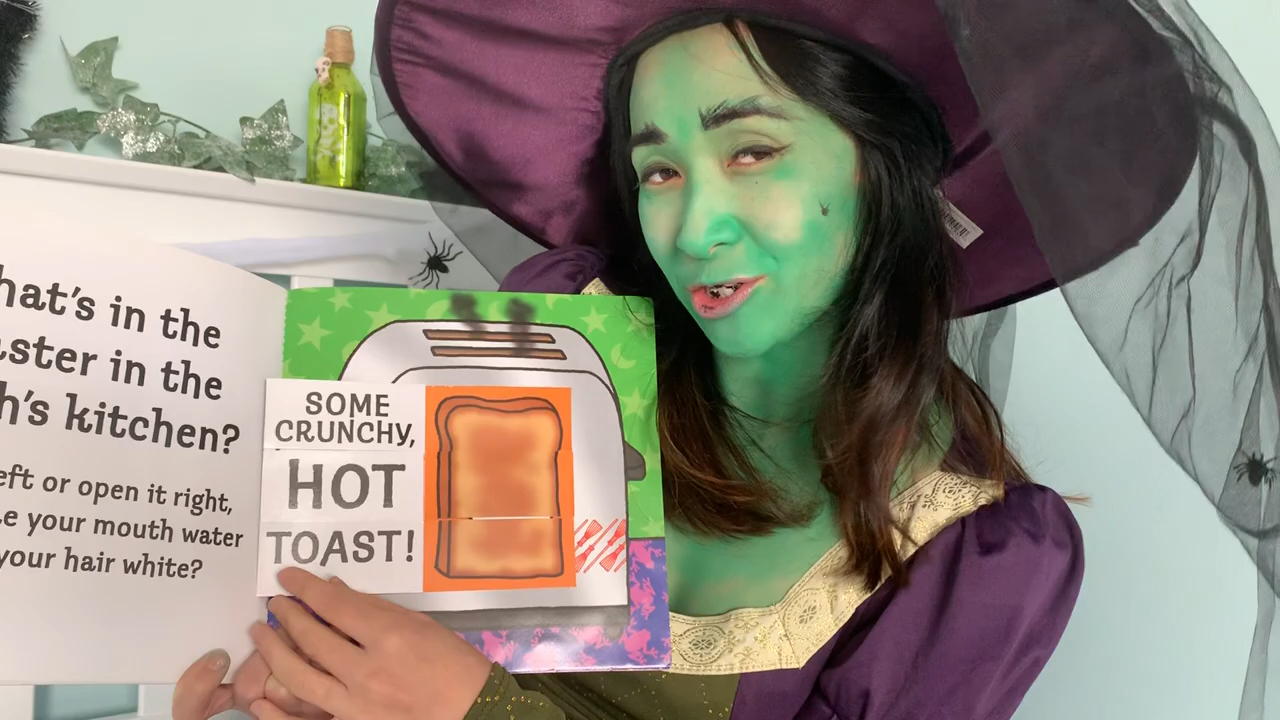 hat's in the
aster in the
h's kitchen?
eft or open it right,
e your mouth water
your hair white?
SOME
CRUNCHY,
HOT
TOAST!